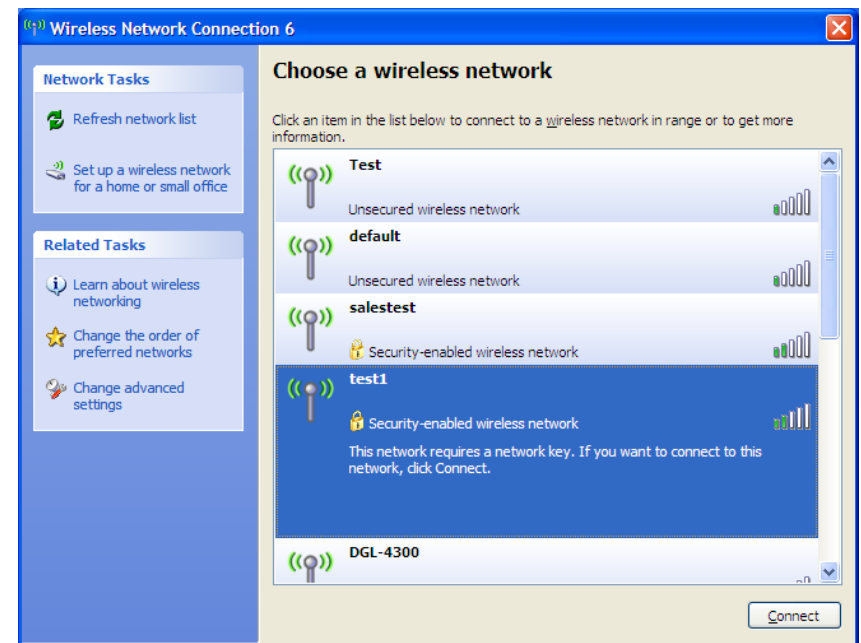 Wireless Network Connection 6
Network Tasks
Refresh network list
Set up a wireless network
for a home or small office
Related Tasks
Learn about wireless
networking
Change the order of
preferred networks
Change advanced
settings
Choose a wireless network
Click an item in the list below to connect to a wireless network in range or to get more
information.
Test
Unsecured wireless network
default
Unsecured wireless network
salestest
Security-enabled wireless network
test1
Security-enabled wireless network
This network requires a network key. If you want to connect to this
network, click Connect.
DGL-4300
Connect